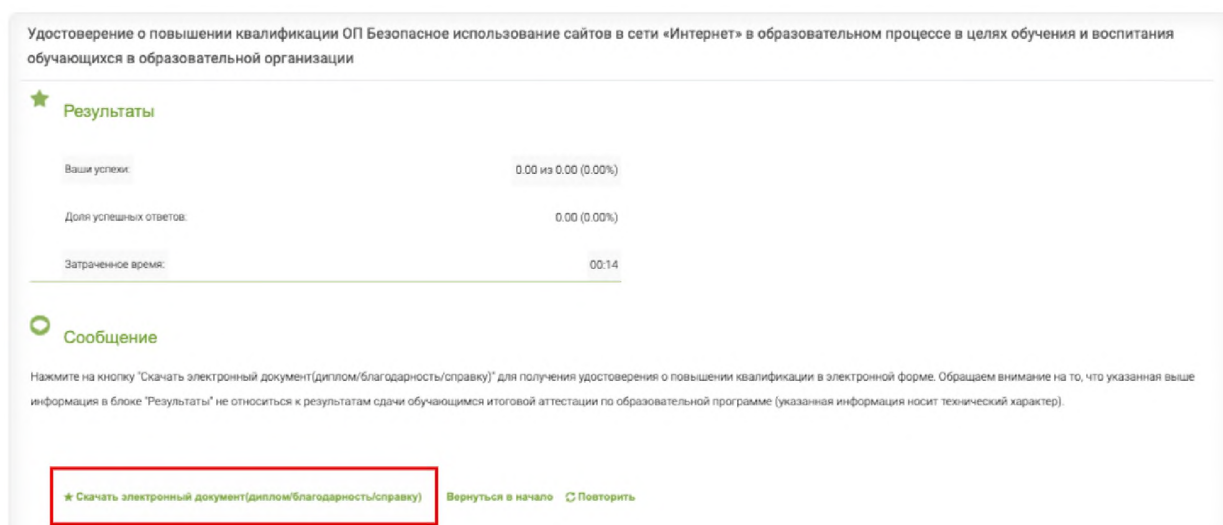 Удостоверение о повышении квалификации ОП Безопасное использование сайтов в сети «Интернет» в образовательном процессе в целях обучения и воспитания
обучающихся в образовательной организации
Результаты
Ваши успехи: 0.00 из 0.00 (0.00%)
Доля успешных ответов: 0.00 (0.00%)
Затраченное время: 00:14
Сообщение
Нажмите на кнопку "Скачать электронный документ(диплом/благодарность/справку)" для получения удостоверения о повышении квалификации в электронной форме. Обращаем внимание на то, что указанная выше
информация в блоке "Результаты" не относиться к результатам сдачи обучающимся итоговой аттестации по образовательной программе (указанная информация носит технический характер).
Скачать электронный документ(диплом/благодарность/справку) Вернуться в начало Повторить